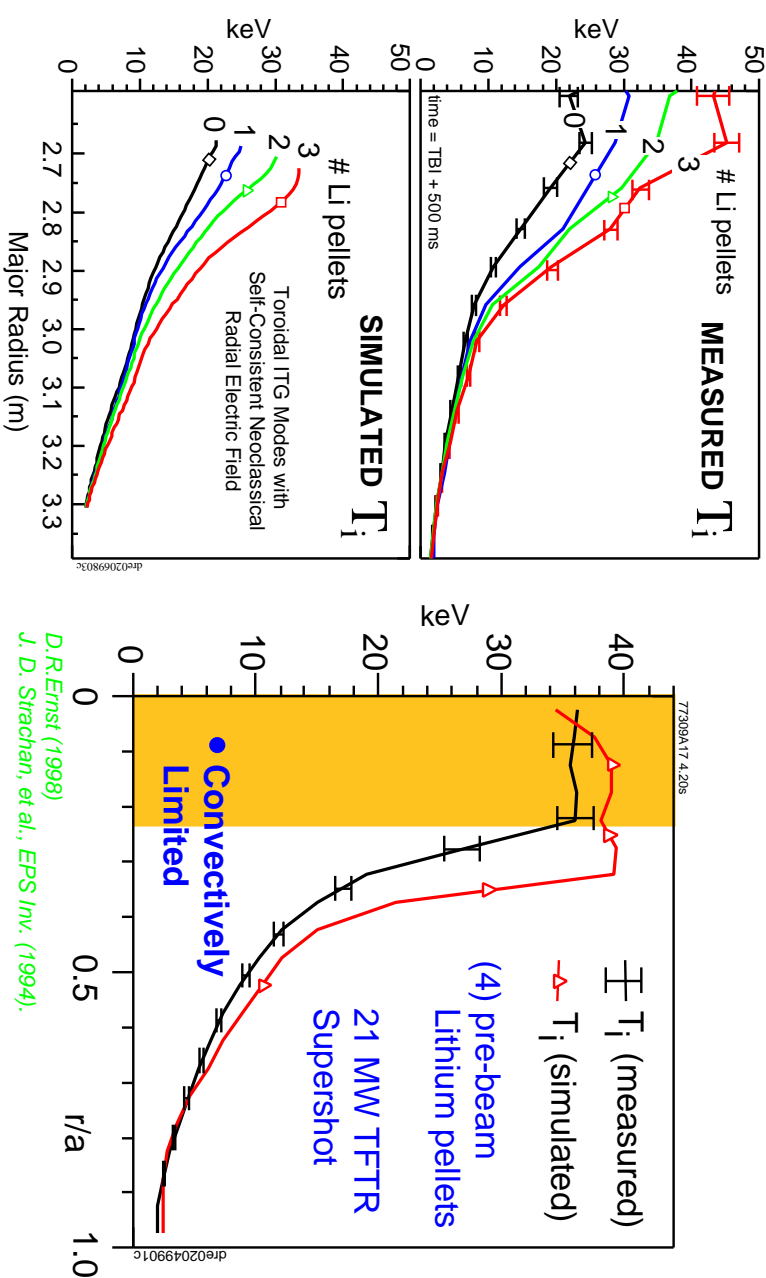 keV
50
40
30
20
10
0
time = TBI + 500 ms
# Li pellets
MEASURED Ti
0
1
2
3
keV
50
40
30
20
10
0
# Li pellets
SIMULATED Ti
0
1
2
3
Toroidal ITG Modes with
Self-Consistent Neoclassical
Radial Electric Field
2.7 2.8 2.9 3.0 3.1 3.2 3.3
Major Radius (m)
dre02069803c
77309A17 4.20s
keV
40
30
20
10
0
Ti (measured)
Ti (simulated)
(4) pre-beam
Lithium pellets
21 MW TFTR
Supershot
• Convectively
Limited
0 0.5 r/a 1.0
dre020499901c
D.R.Ernst (1998)
J. D. Strachan, et al., EPS Inv. (1994).